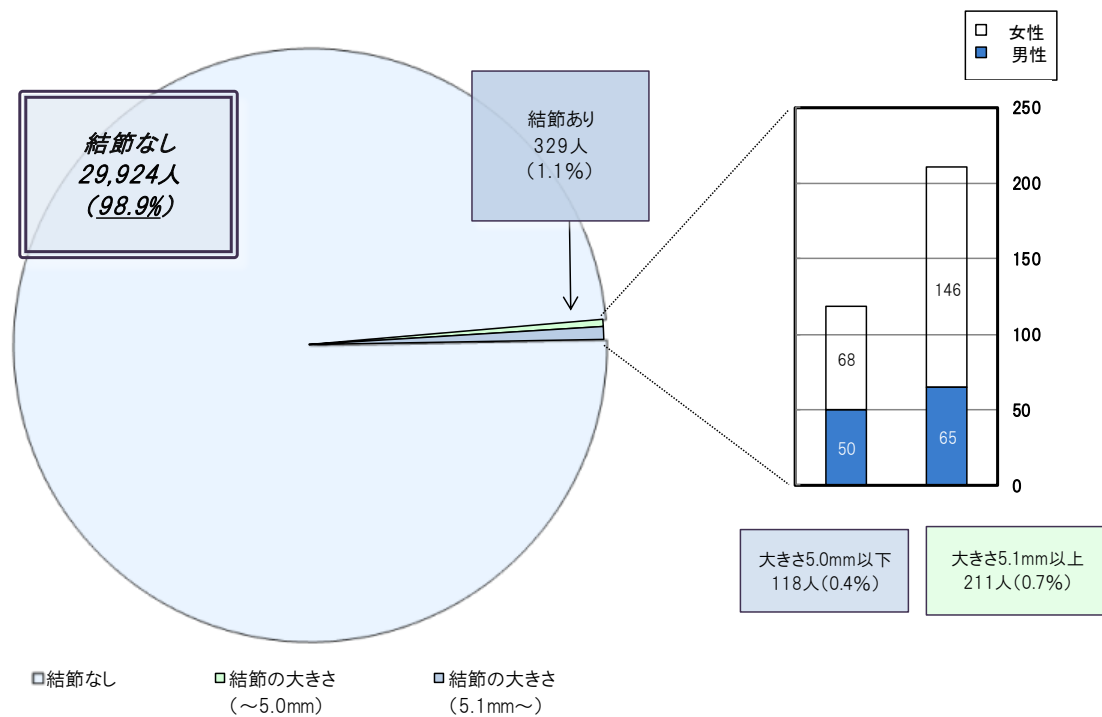 女性
男性
結節なし
29,924人
(98.9%)
結節あり
329人
(1.1%)
250
200
150
100
50
0
146
68
65
50
大きさ5.0mm以下
118人(0.4%)
大きさ5.1mm以上
211人(0.7%)
結節なし
結節の大きさ
(～5.0mm)
結節の大きさ
(5.1mm～)